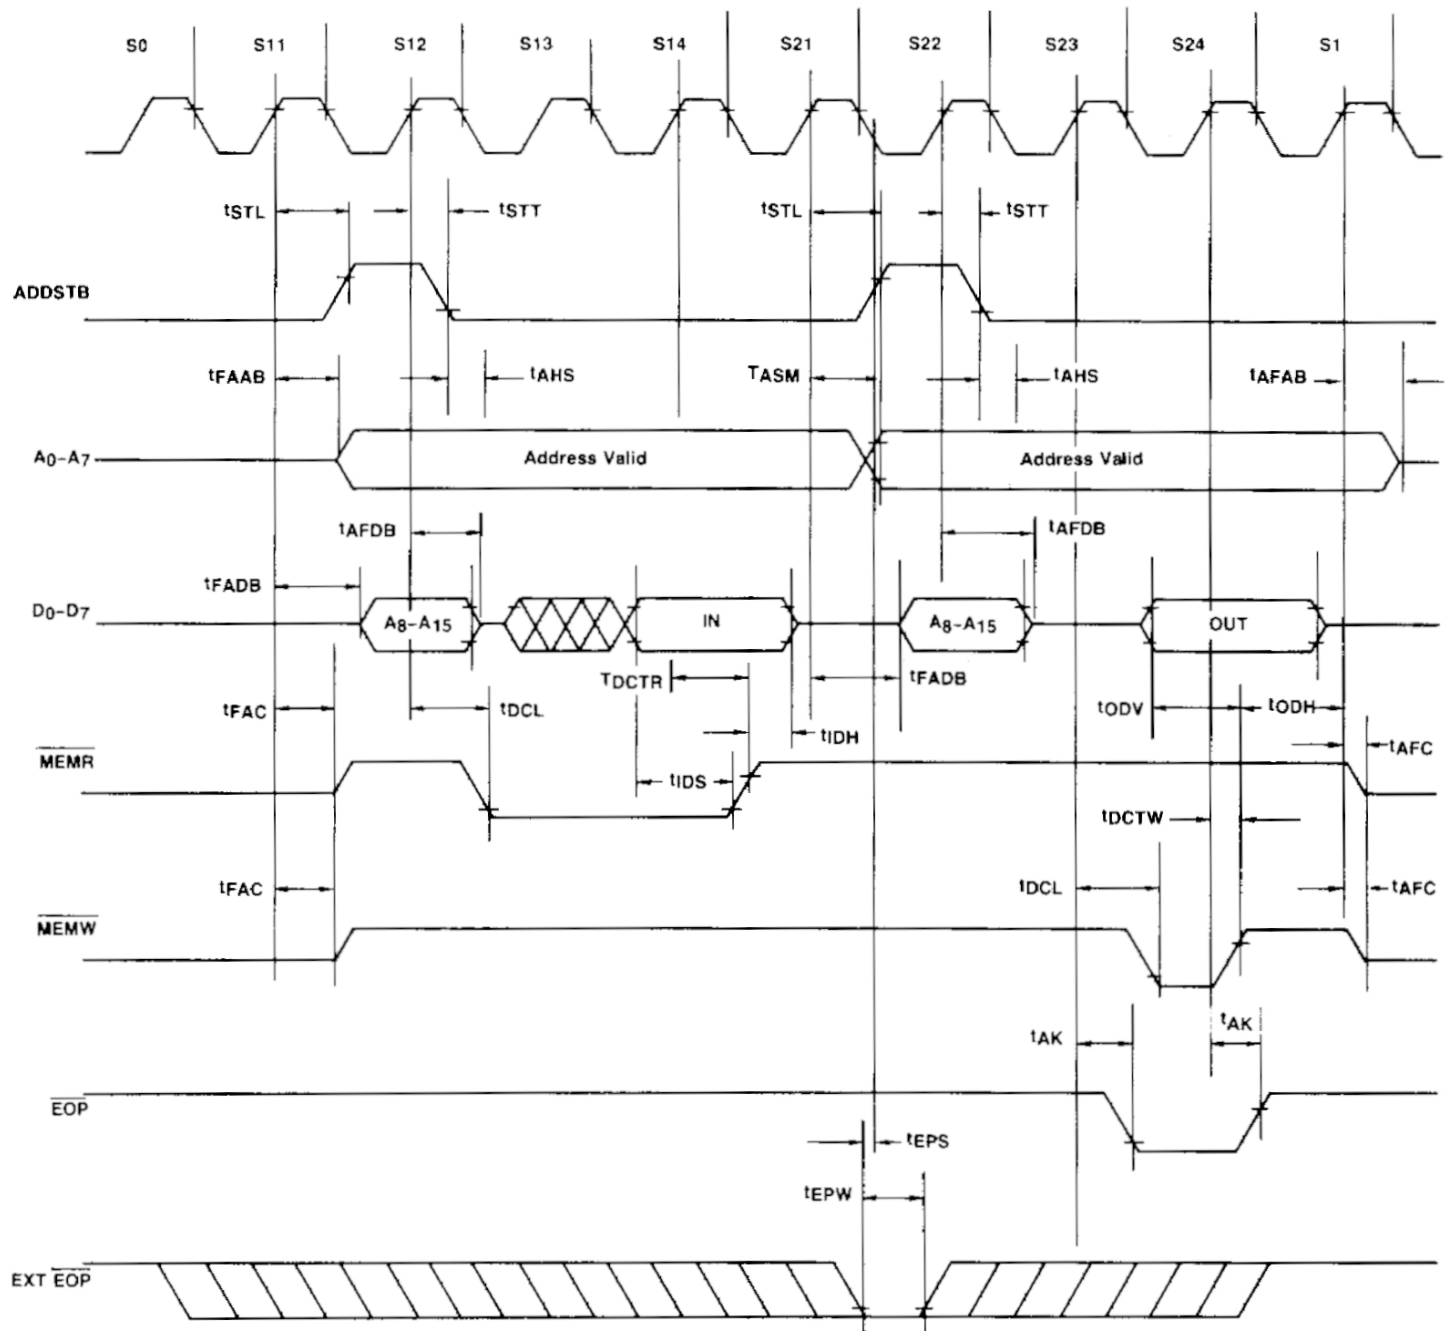 S0 S11 S12 S13 S14 S21 S22 S23 S24 S1
tSTL tSTT tSTL tSTT
ADDSTB
tFAAB tAHS TASM tAHS tAFAB
A0-A7 Address Valid Address Valid
tAFDB tAFDB
tFADB
D0-D7 A8-A15 IN A8-A15 OUT
TDCTR tFADB
tFAC tDCL tODV tODH
tIDH
MEMR tIDS tAFC
tDCTW
tFAC tDCL tAFC
MEMW
tAK tAK
EOP
tEPS
tEPW
EXT EOP